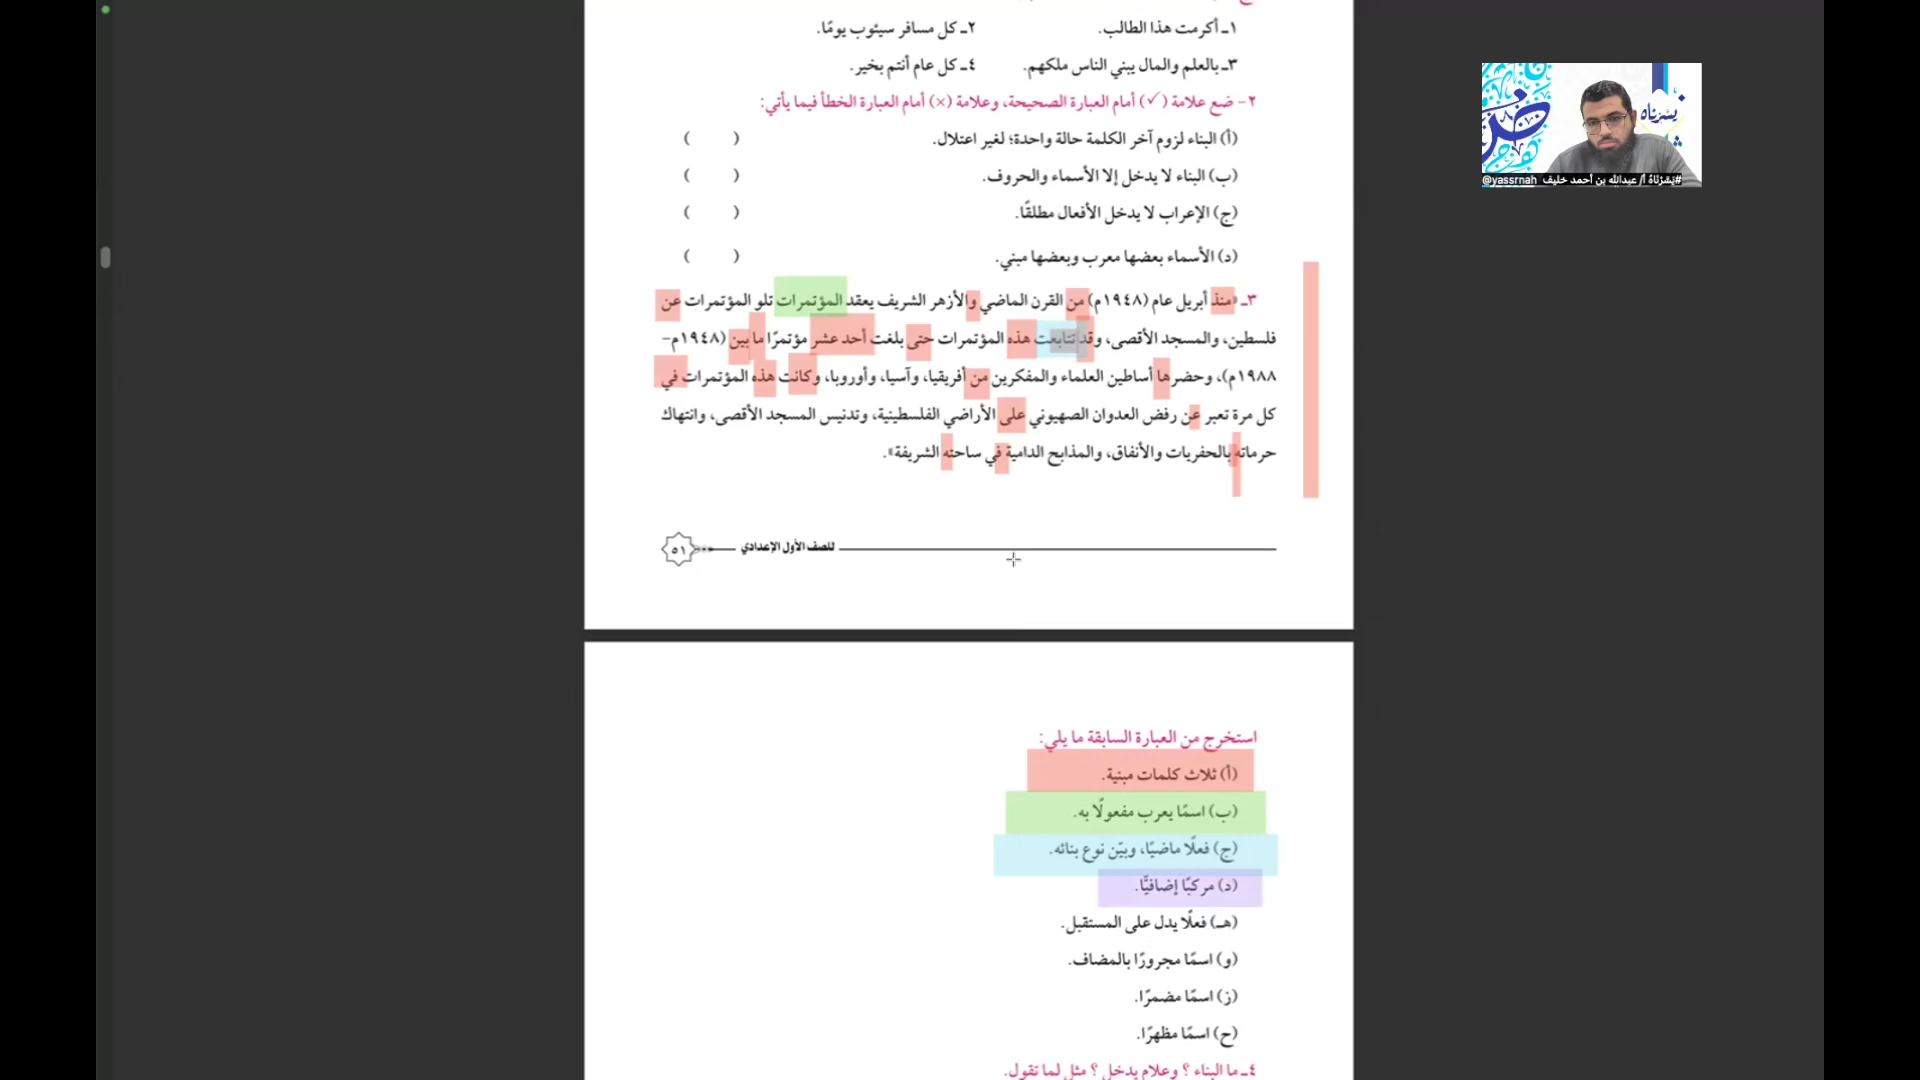 ١ـ أكرمت هذا الطالب. ٢ـ كل مسافر سيئوب يومًا.
٣ـ بالعلم والمال يبني الناس ملكهم. ٤ـ كل عام أنتم بخير.
٢- ضع علامة (✓) أمام العبارة الصحيحة، وعلامة (×) أمام العبارة الخطأ فيما يأتي:
(أ) البناء لزوم آخر الكلمة حالة واحدة؛ لغير اعتلال. ( )
(ب) البناء لا يدخل إلا الأسماء والحروف. ( )
(ج) الإعراب لا يدخل الأفعال مطلقًا. ( )
(د) الأسماء بعضها معرب وبعضها مبني. ( )
٣ـ «منذ أبريل عام (١٩٤٨م) من القرن الماضي والأزهر الشريف يعقد المؤتمرات تلو المؤتمرات عن
فلسطين، والمسجد الأقصى، وقد تتابعت هذه المؤتمرات حتى بلغت أحد عشر مؤتمرًا ما بين (١٩٤٨م-
١٩٨٨م)، وحضرها أساطين العلماء والمفكرين من أفريقيا، وآسيا، وأوروبا، وكانت هذه المؤتمرات في
كل مرة تعبر عن رفض العدوان الصهيوني على الأراضي الفلسطينية، وتدنيس المسجد الأقصى، وانتهاك
حرماته بالحفريات والأنفاق، والمذابح الدامية في ساحته الشريفة».
للصف الأول الإعدادي
٥١
استخرج من العبارة السابقة ما يلي:
(أ) ثلاث كلمات مبنية.
(ب) اسمًا يعرب مفعولًا به.
(ج) فعلًا ماضيًا، وبيّن نوع بنائه.
(د) مركبًا إضافيًّا.
(هـ) فعلًا يدل على المستقبل.
(و) اسمًا مجرورًا بالمضاف.
(ز) اسمًا مضمرًا.
(ح) اسمًا مظهرًا.
٤ـ ما البناء ؟ وعلام يدخل ؟ مثل لما تقول.
يسرناه
#يَسَّرْنَاهُ أ/ عبدالله بن أحمد خليف @yassrnah